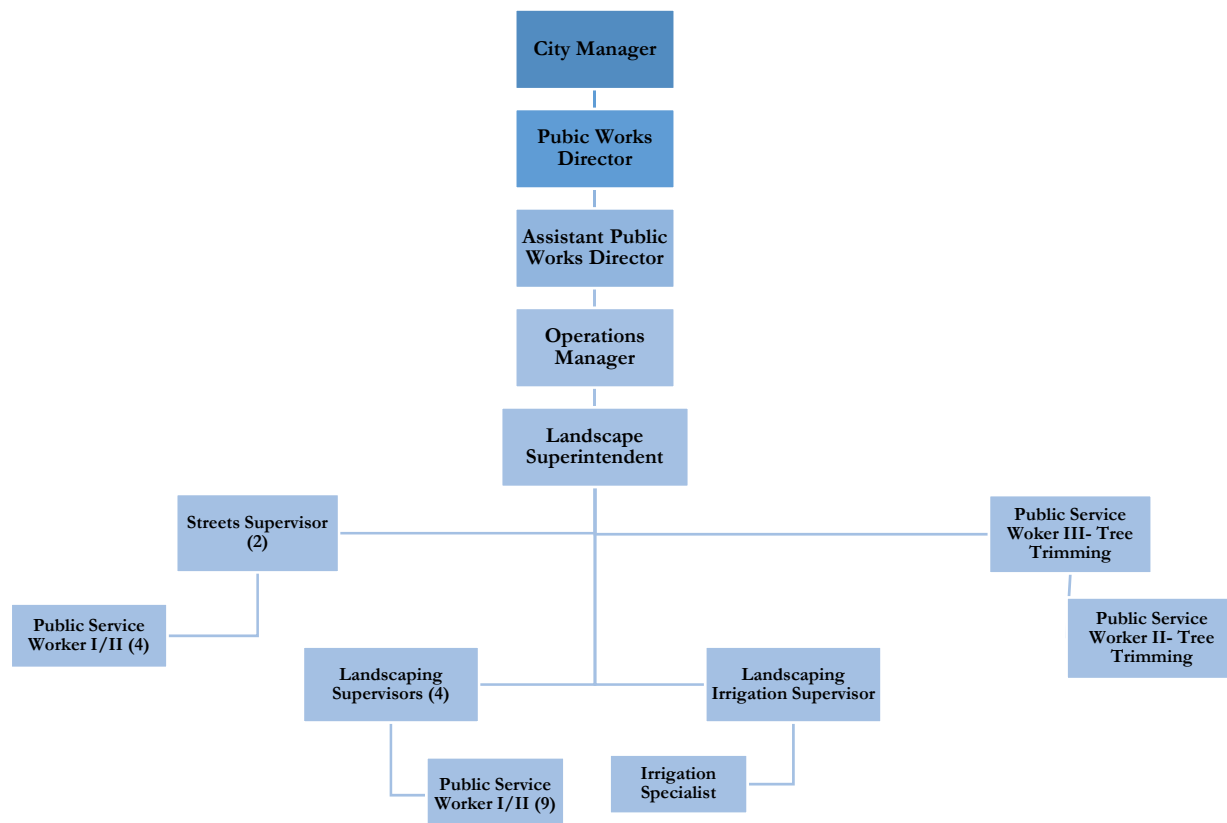 City Manager
Pubic Works
Director
Assistant Public
Works Director
Operations
Manager
Landscape
Superintendent
Streets Supervisor
(2)
Public Service
Worker I/II (4)
Landscaping
Supervisors (4)
Public Service
Worker I/II (9)
Landscaping
Irrigation Supervisor
Irrigation
Specialist
Public Service
Woker III- Tree
Trimming
Public Service
Worker II- Tree
Trimming